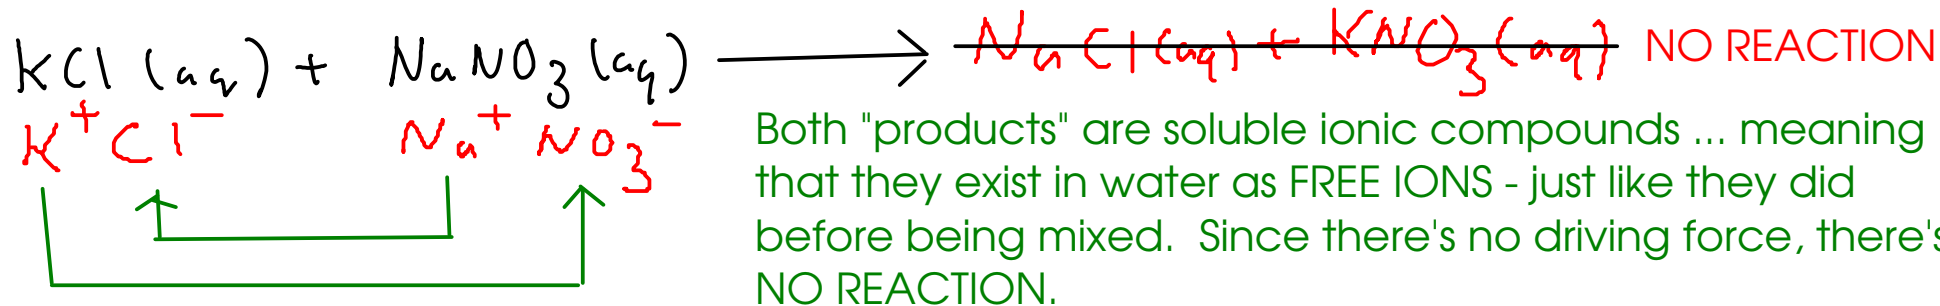 KCl (aq) + NaNO3 (aq) → NaCl(aq) + KNO3(aq) NO REACTION
K+ Cl- Na+ NO3-
Both "products" are soluble ionic compounds ... meaning
that they exist in water as FREE IONS - just like they did
before being mixed. Since there's no driving force, there's
NO REACTION.